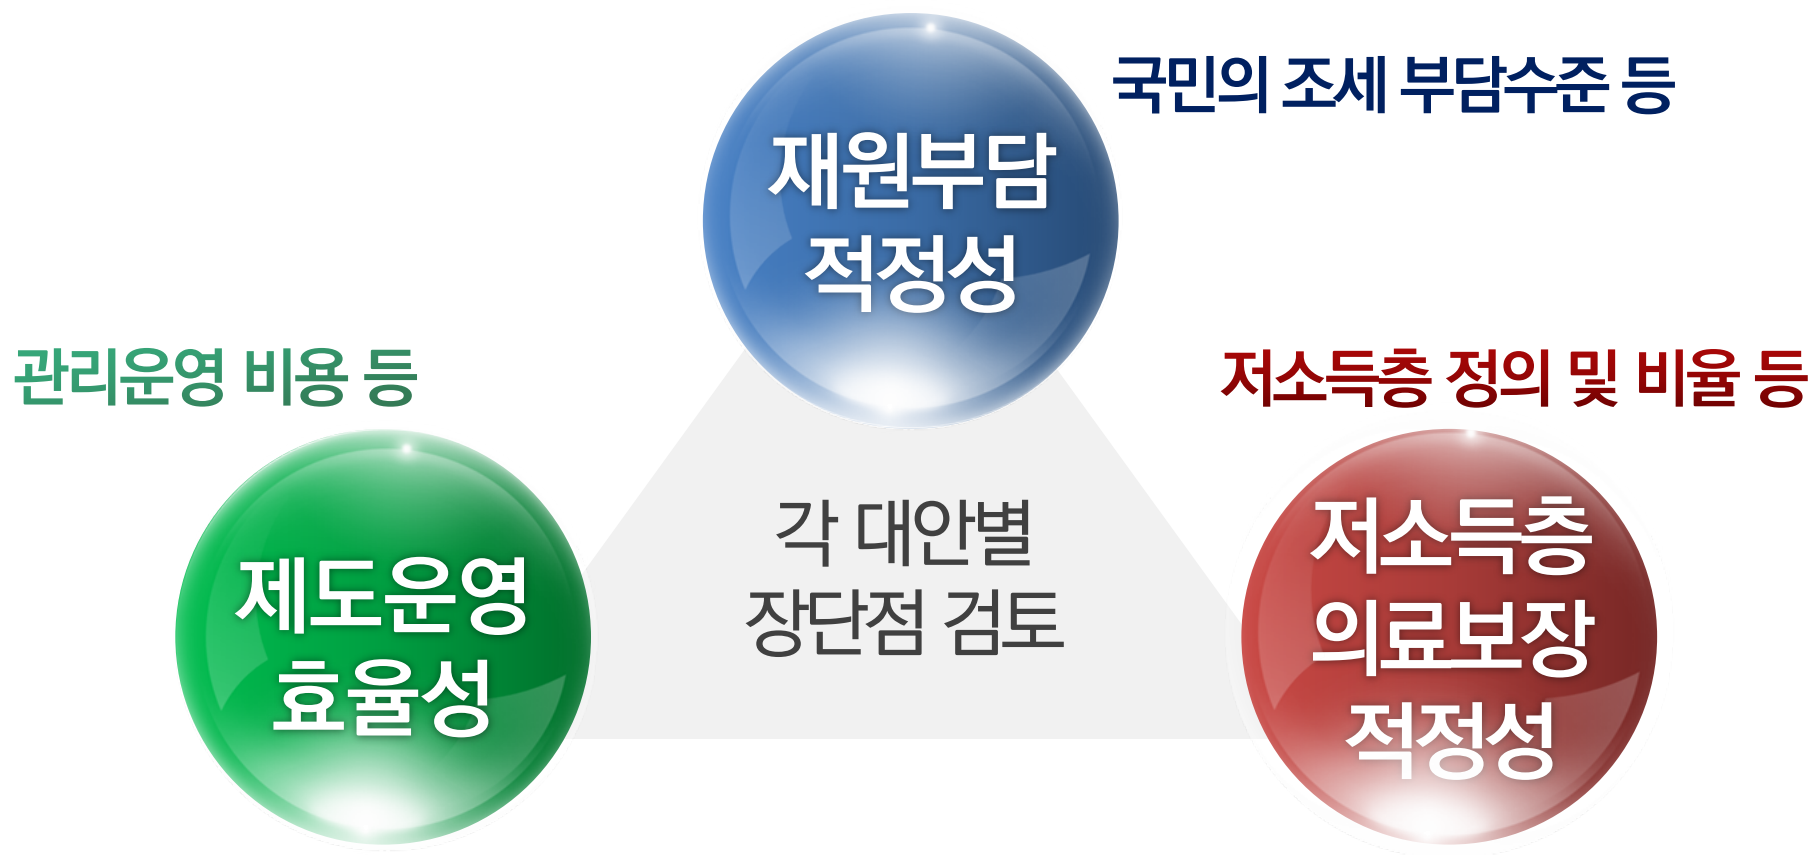 국민의 조세 부담수준 등
재원부담
적정성
관리운영 비용 등
저소득층 정의 및 비율 등
각 대안별
장단점 검토
제도운영
효율성
저소득층
의료보장
적정성